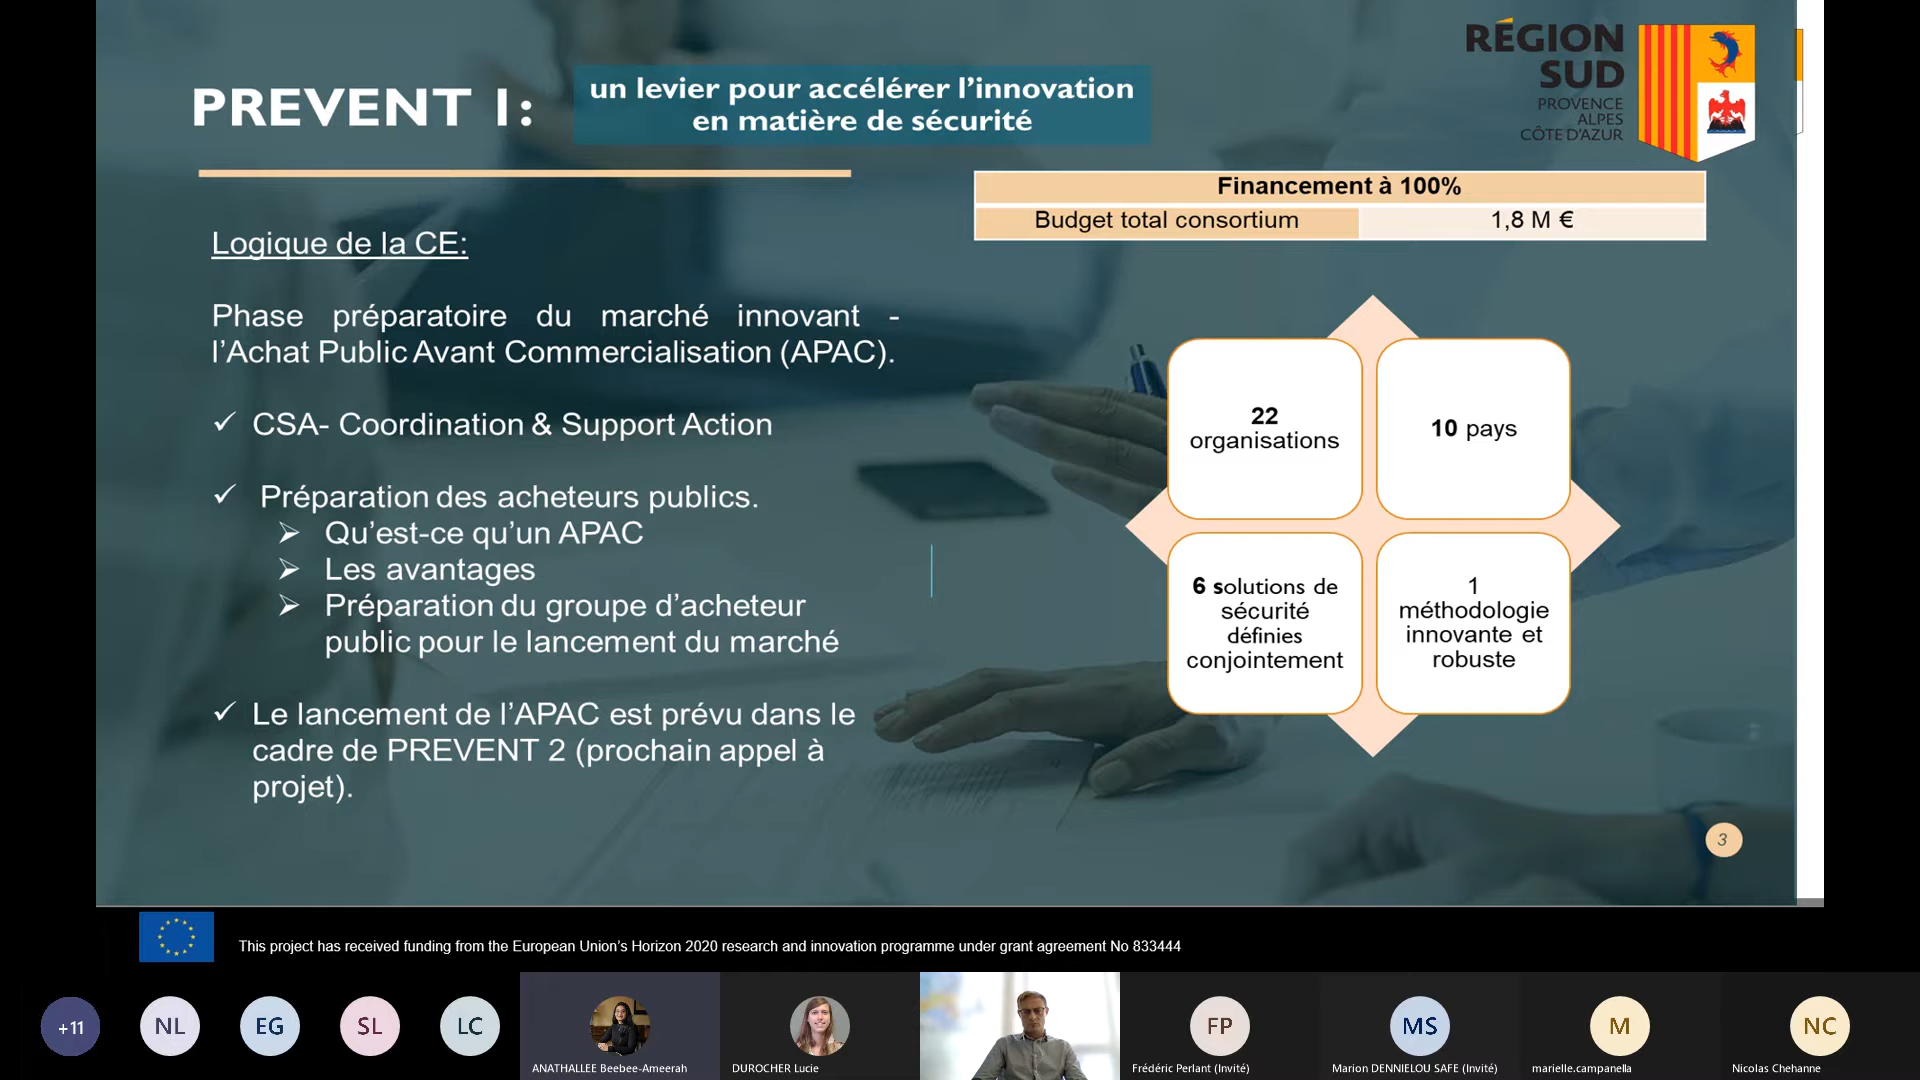 PREVENT 1:
un levier pour accélérer l’innovation
en matière de sécurité
RÉGION
SUD
PROVENCE
ALPES
CÔTE D'AZUR
Financement à 100%
Budget total consortium 1,8 M €
Logique de la CE:
Phase préparatoire du marché innovant -
l’Achat Public Avant Commercialisation (APAC).
✓ CSA- Coordination & Support Action
✓ Préparation des acheteurs publics.
➢ Qu’est-ce qu’un APAC
➢ Les avantages
➢ Préparation du groupe d’acheteur
public pour le lancement du marché
✓ Le lancement de l’APAC est prévu dans le
cadre de PREVENT 2 (prochain appel à
projet).
22
organisations
10 pays
6 solutions de
sécurité
définies
conjointement
1
méthodologie
innovante et
robuste
3
This project has received funding from the European Union’s Horizon 2020 research and innovation programme under grant agreement No 833444
+11
NL
EG
SL
LC
FP
MS
M
NC
ANATHALLEE Beebee-Ameerah
DUROCHER Lucie
Frédéric Perlant (Invité)
Marion DENNIELOU SAFE (Invité)
marielle.campanella
Nicolas Chehanne